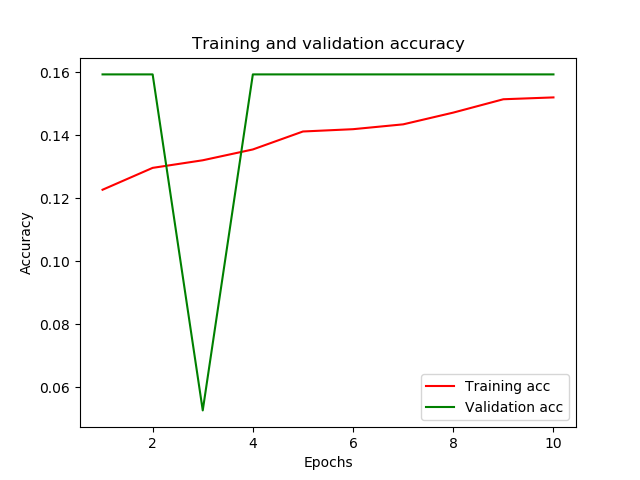 Training and validation accuracy
0.16
0.14
0.12
0.10
0.08
0.06
Accuracy
Training acc
Validation acc
2 4 6 8 10
Epochs